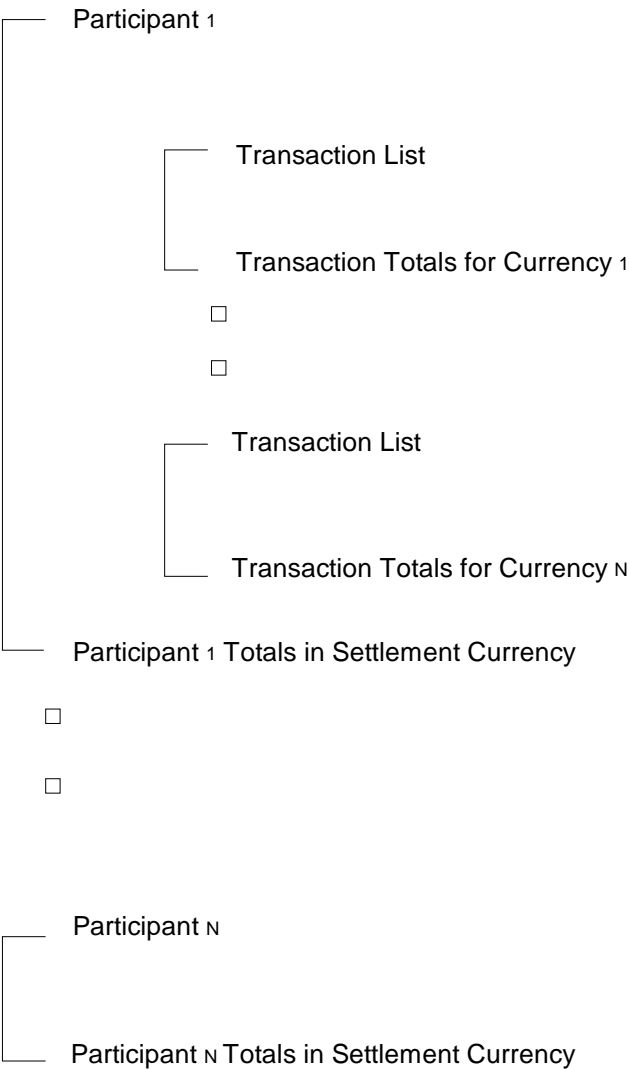 Participant 1
Transaction List
Transaction Totals for Currency 1
□
□
Transaction List
Transaction Totals for Currency N
Participant 1 Totals in Settlement Currency
□
□
Participant N
Participant N Totals in Settlement Currency